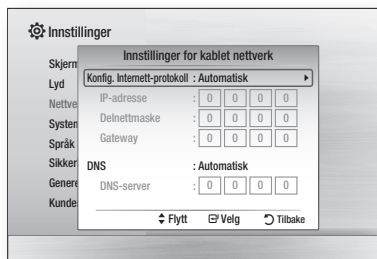 Innstillinger
Innstillinger for kablet nettverk
Skjerm
Lyd
Nettve
System
Språk
Sikker
Genere
Kunde
Konfig. Internett-protokoll : Automatisk
IP-adresse : 0 0 0 0
Delnettmaske : 0 0 0 0
Gateway : 0 0 0 0
DNS : Automatisk
DNS-server : 0 0 0 0
Flytt Velg Tilbake